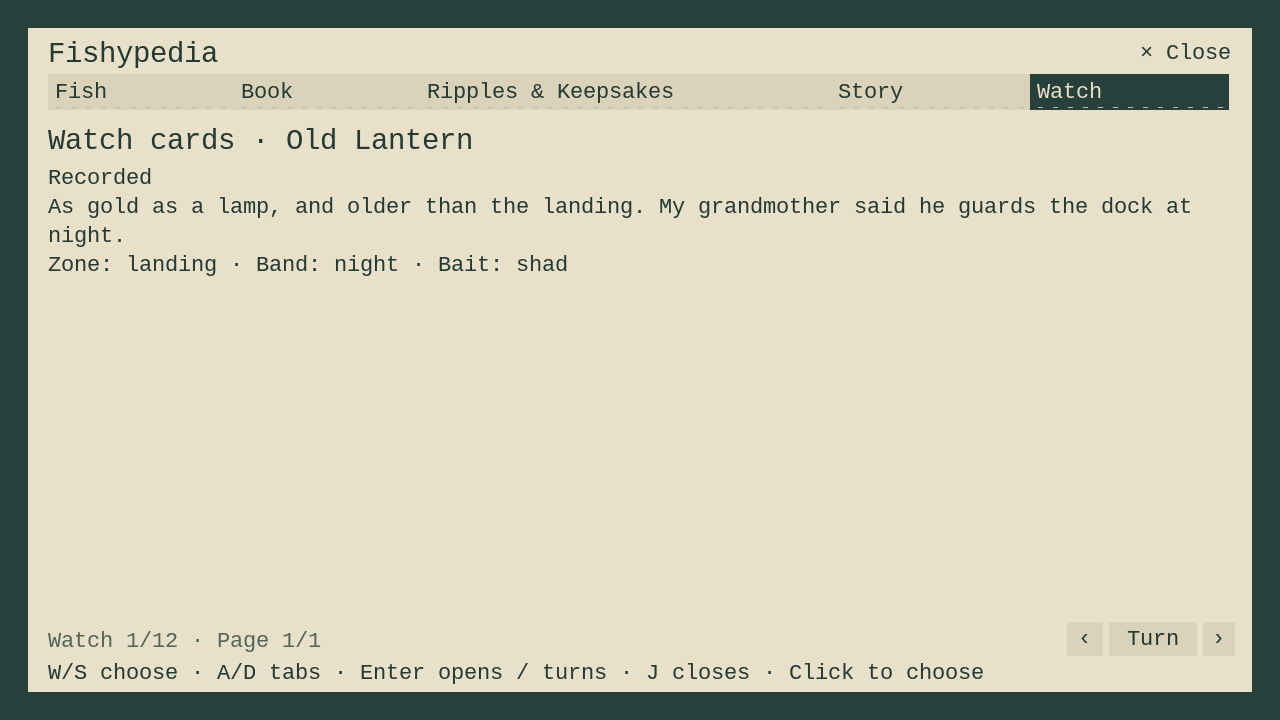 Fishypedia
× Close
Fish
Book
Ripples & Keepsakes
Story
Watch
Watch cards · Old Lantern
Recorded
As gold as a lamp, and older than the landing. My grandmother said he guards the dock at
night.
Zone: landing · Band: night · Bait: shad
Watch 1/12 · Page 1/1
‹ Turn ›
W/S choose · A/D tabs · Enter opens / turns · J closes · Click to choose